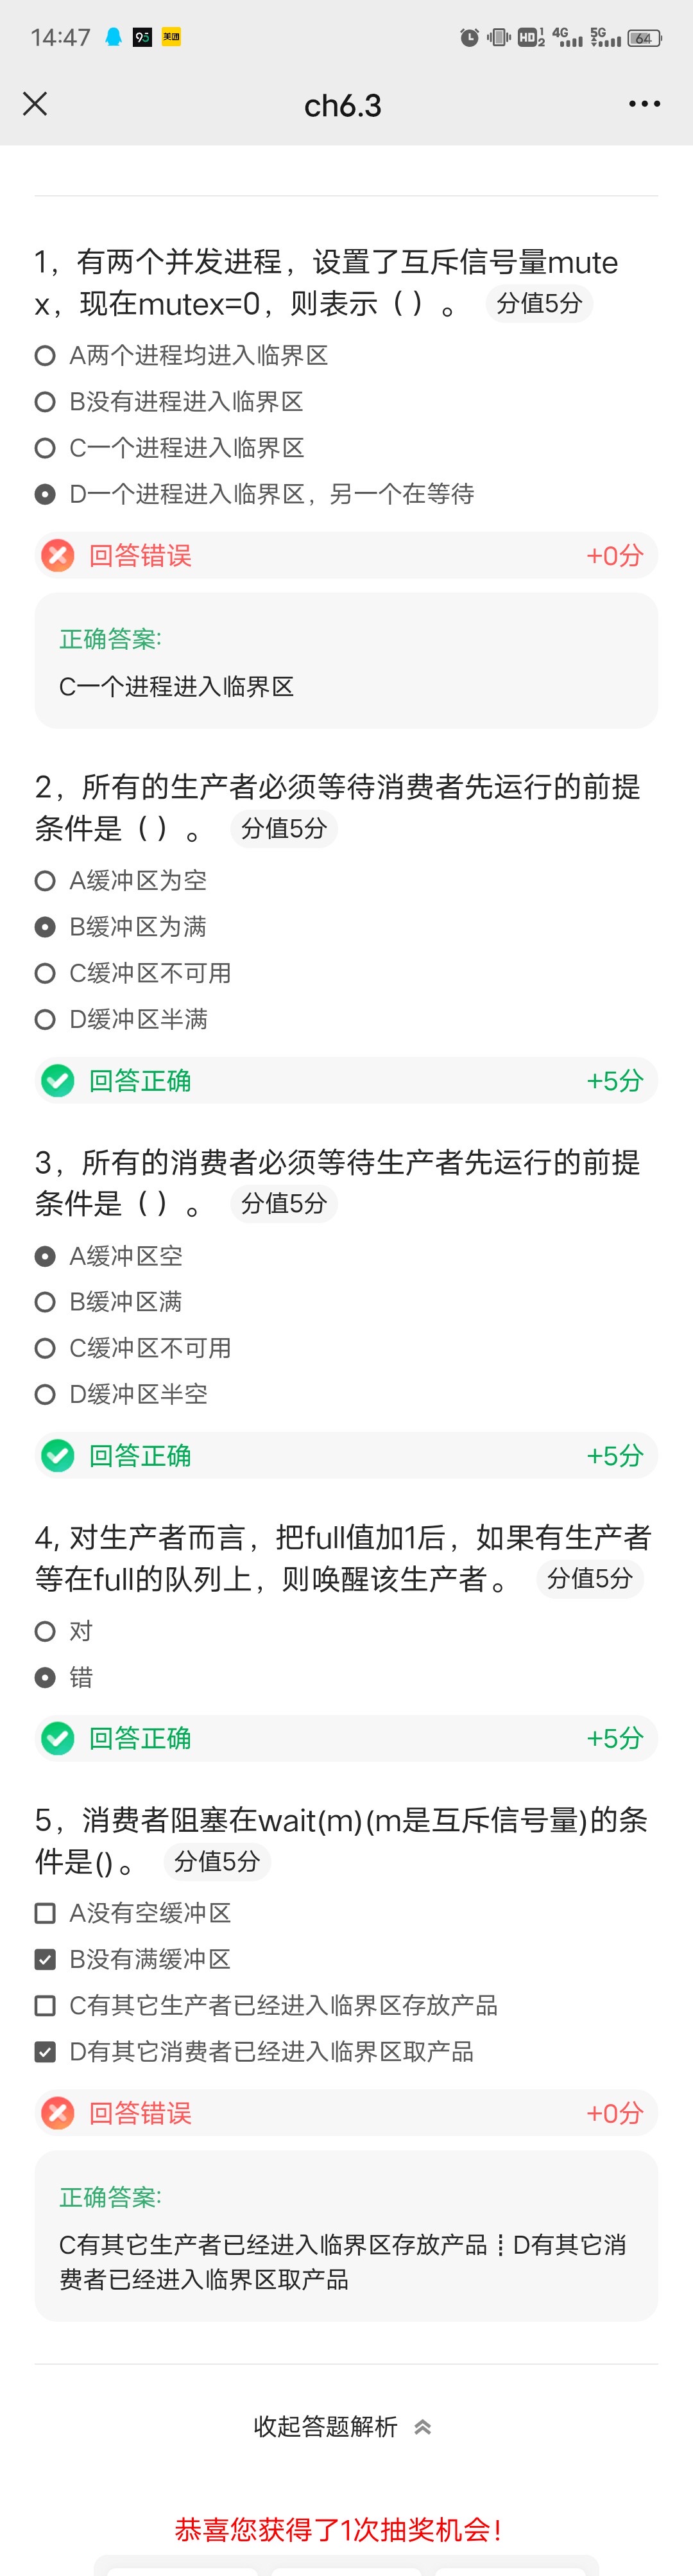 14:47 95 美团 HD 1 2 4G 5G 64
ch6.3
1，有两个并发进程，设置了互斥信号量mute
x，现在mutex=0，则表示（ ）。 分值5分
A两个进程均进入临界区
B没有进程进入临界区
C一个进程进入临界区
D一个进程进入临界区，另一个在等待
回答错误 +0分
正确答案:
C一个进程进入临界区
2，所有的生产者必须等待消费者先运行的前提
条件是（ ）。 分值5分
A缓冲区为空
B缓冲区为满
C缓冲区不可用
D缓冲区半满
回答正确 +5分
3，所有的消费者必须等待生产者先运行的前提
条件是（ ）。 分值5分
A缓冲区空
B缓冲区满
C缓冲区不可用
D缓冲区半空
回答正确 +5分
4, 对生产者而言，把full值加1后，如果有生产者
等在full的队列上，则唤醒该生产者。 分值5分
对
错
回答正确 +5分
5，消费者阻塞在wait(m)(m是互斥信号量)的条
件是()。 分值5分
A没有空缓冲区
B没有满缓冲区
C有其它生产者已经进入临界区存放产品
D有其它消费者已经进入临界区取产品
回答错误 +0分
正确答案:
C有其它生产者已经进入临界区存放产品┋D有其它消
费者已经进入临界区取产品
收起答题解析
恭喜您获得了1次抽奖机会!